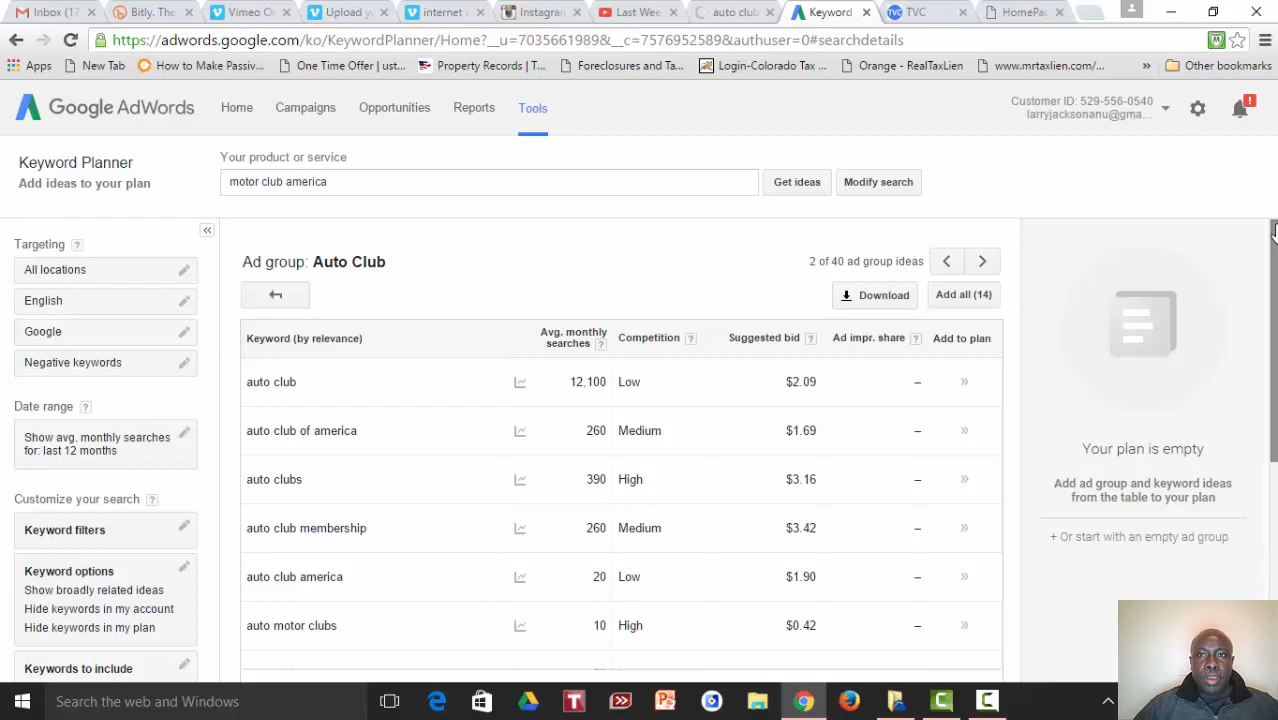 Inbox (17
Bitly. The
Vimeo O
Upload y
internet
Instagram
Last Wee
auto club
Keyword
TVC
HomePac
https://adwords.google.com/ko/KeywordPlanner/Home?__u=7035661989&__c=7576952589&authuser=0#searchdetails
Apps
New Tab
How to Make Passiv...
One Time Offer | ust...
Property Records | T...
Foreclosures and Ta...
Login-Colorado Tax ...
Orange - RealTaxLien
www.mrtaxlien.com/...
»
Other bookmarks
Google AdWords
Home
Campaigns
Opportunities
Reports
Tools
Customer ID: 529-556-0540
larryjacksonanu@gma...
Keyword Planner
Add ideas to your plan
Your product or service
motor club america
Get ideas
Modify search
Targeting ?
All locations
English
Google
Negative keywords
Date range ?
Show avg. monthly searches
for: last 12 months
Customize your search ?
Keyword filters
Keyword options
Show broadly related ideas
Hide keywords in my account
Hide keywords in my plan
Keywords to include
Ad group: Auto Club
2 of 40 ad group ideas
Download
Add all (14)
Keyword (by relevance)
Avg. monthly
searches ?
Competition ?
Suggested bid ?
Ad impr. share ?
Add to plan
auto club 12,100 Low $2.09 – »
auto club of america 260 Medium $1.69 – »
auto clubs 390 High $3.16 – »
auto club membership 260 Medium $3.42 – »
auto club america 20 Low $1.90 – »
auto motor clubs 10 High $0.42 – »
Your plan is empty
Add ad group and keyword ideas
from the table to your plan
+ Or start with an empty ad group
Search the web and Windows